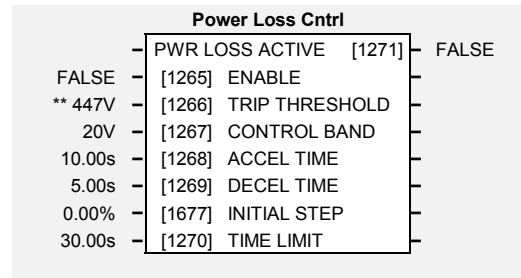 Power Loss Cntrl
PWR LOSS ACTIVE [1271] FALSE
FALSE [1265] ENABLE
** 447V [1266] TRIP THRESHOLD
20V [1267] CONTROL BAND
10.00s [1268] ACCEL TIME
5.00s [1269] DECEL TIME
0.00% [1677] INITIAL STEP
30.00s [1270] TIME LIMIT